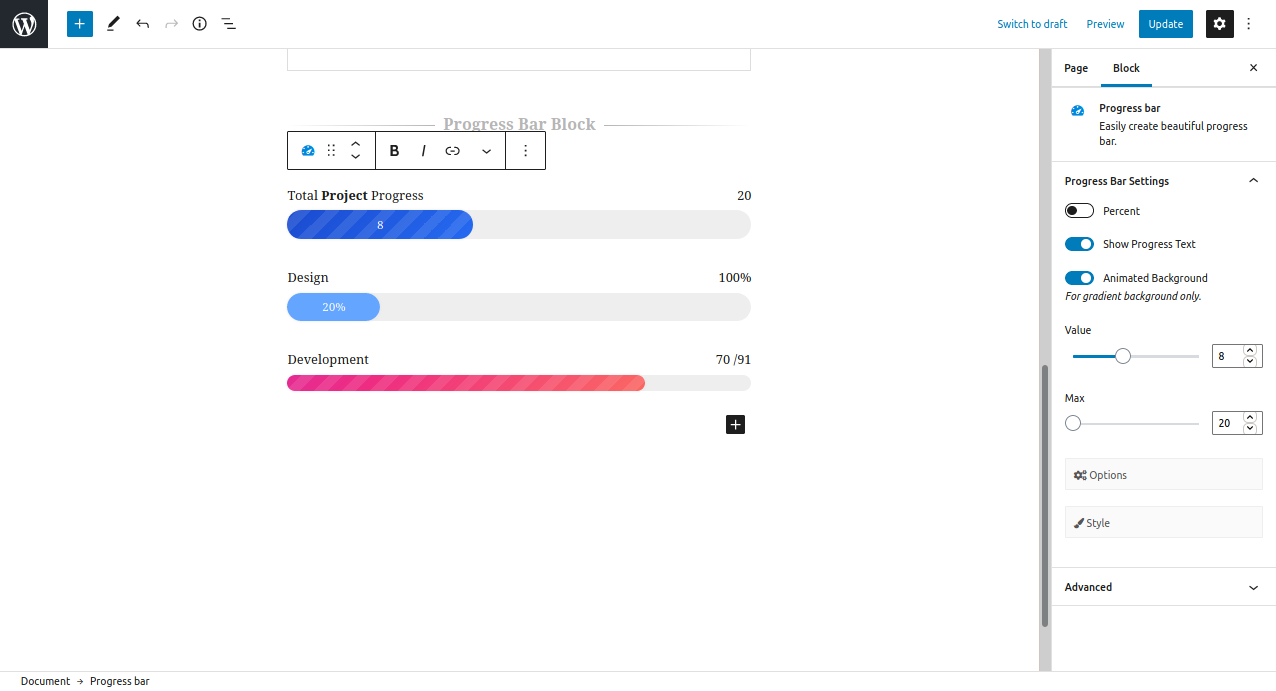 Switch to draft Preview Update
Page Block
Progress bar
Easily create beautiful progress
bar.
Progress Bar Block
B I
Total Project Progress 20
8
Design 100%
20%
Development 70 /91
Progress Bar Settings
Percent
Show Progress Text
Animated Background
For gradient background only.
Value
8
Max
20
Options
Style
Advanced
Document → Progress bar